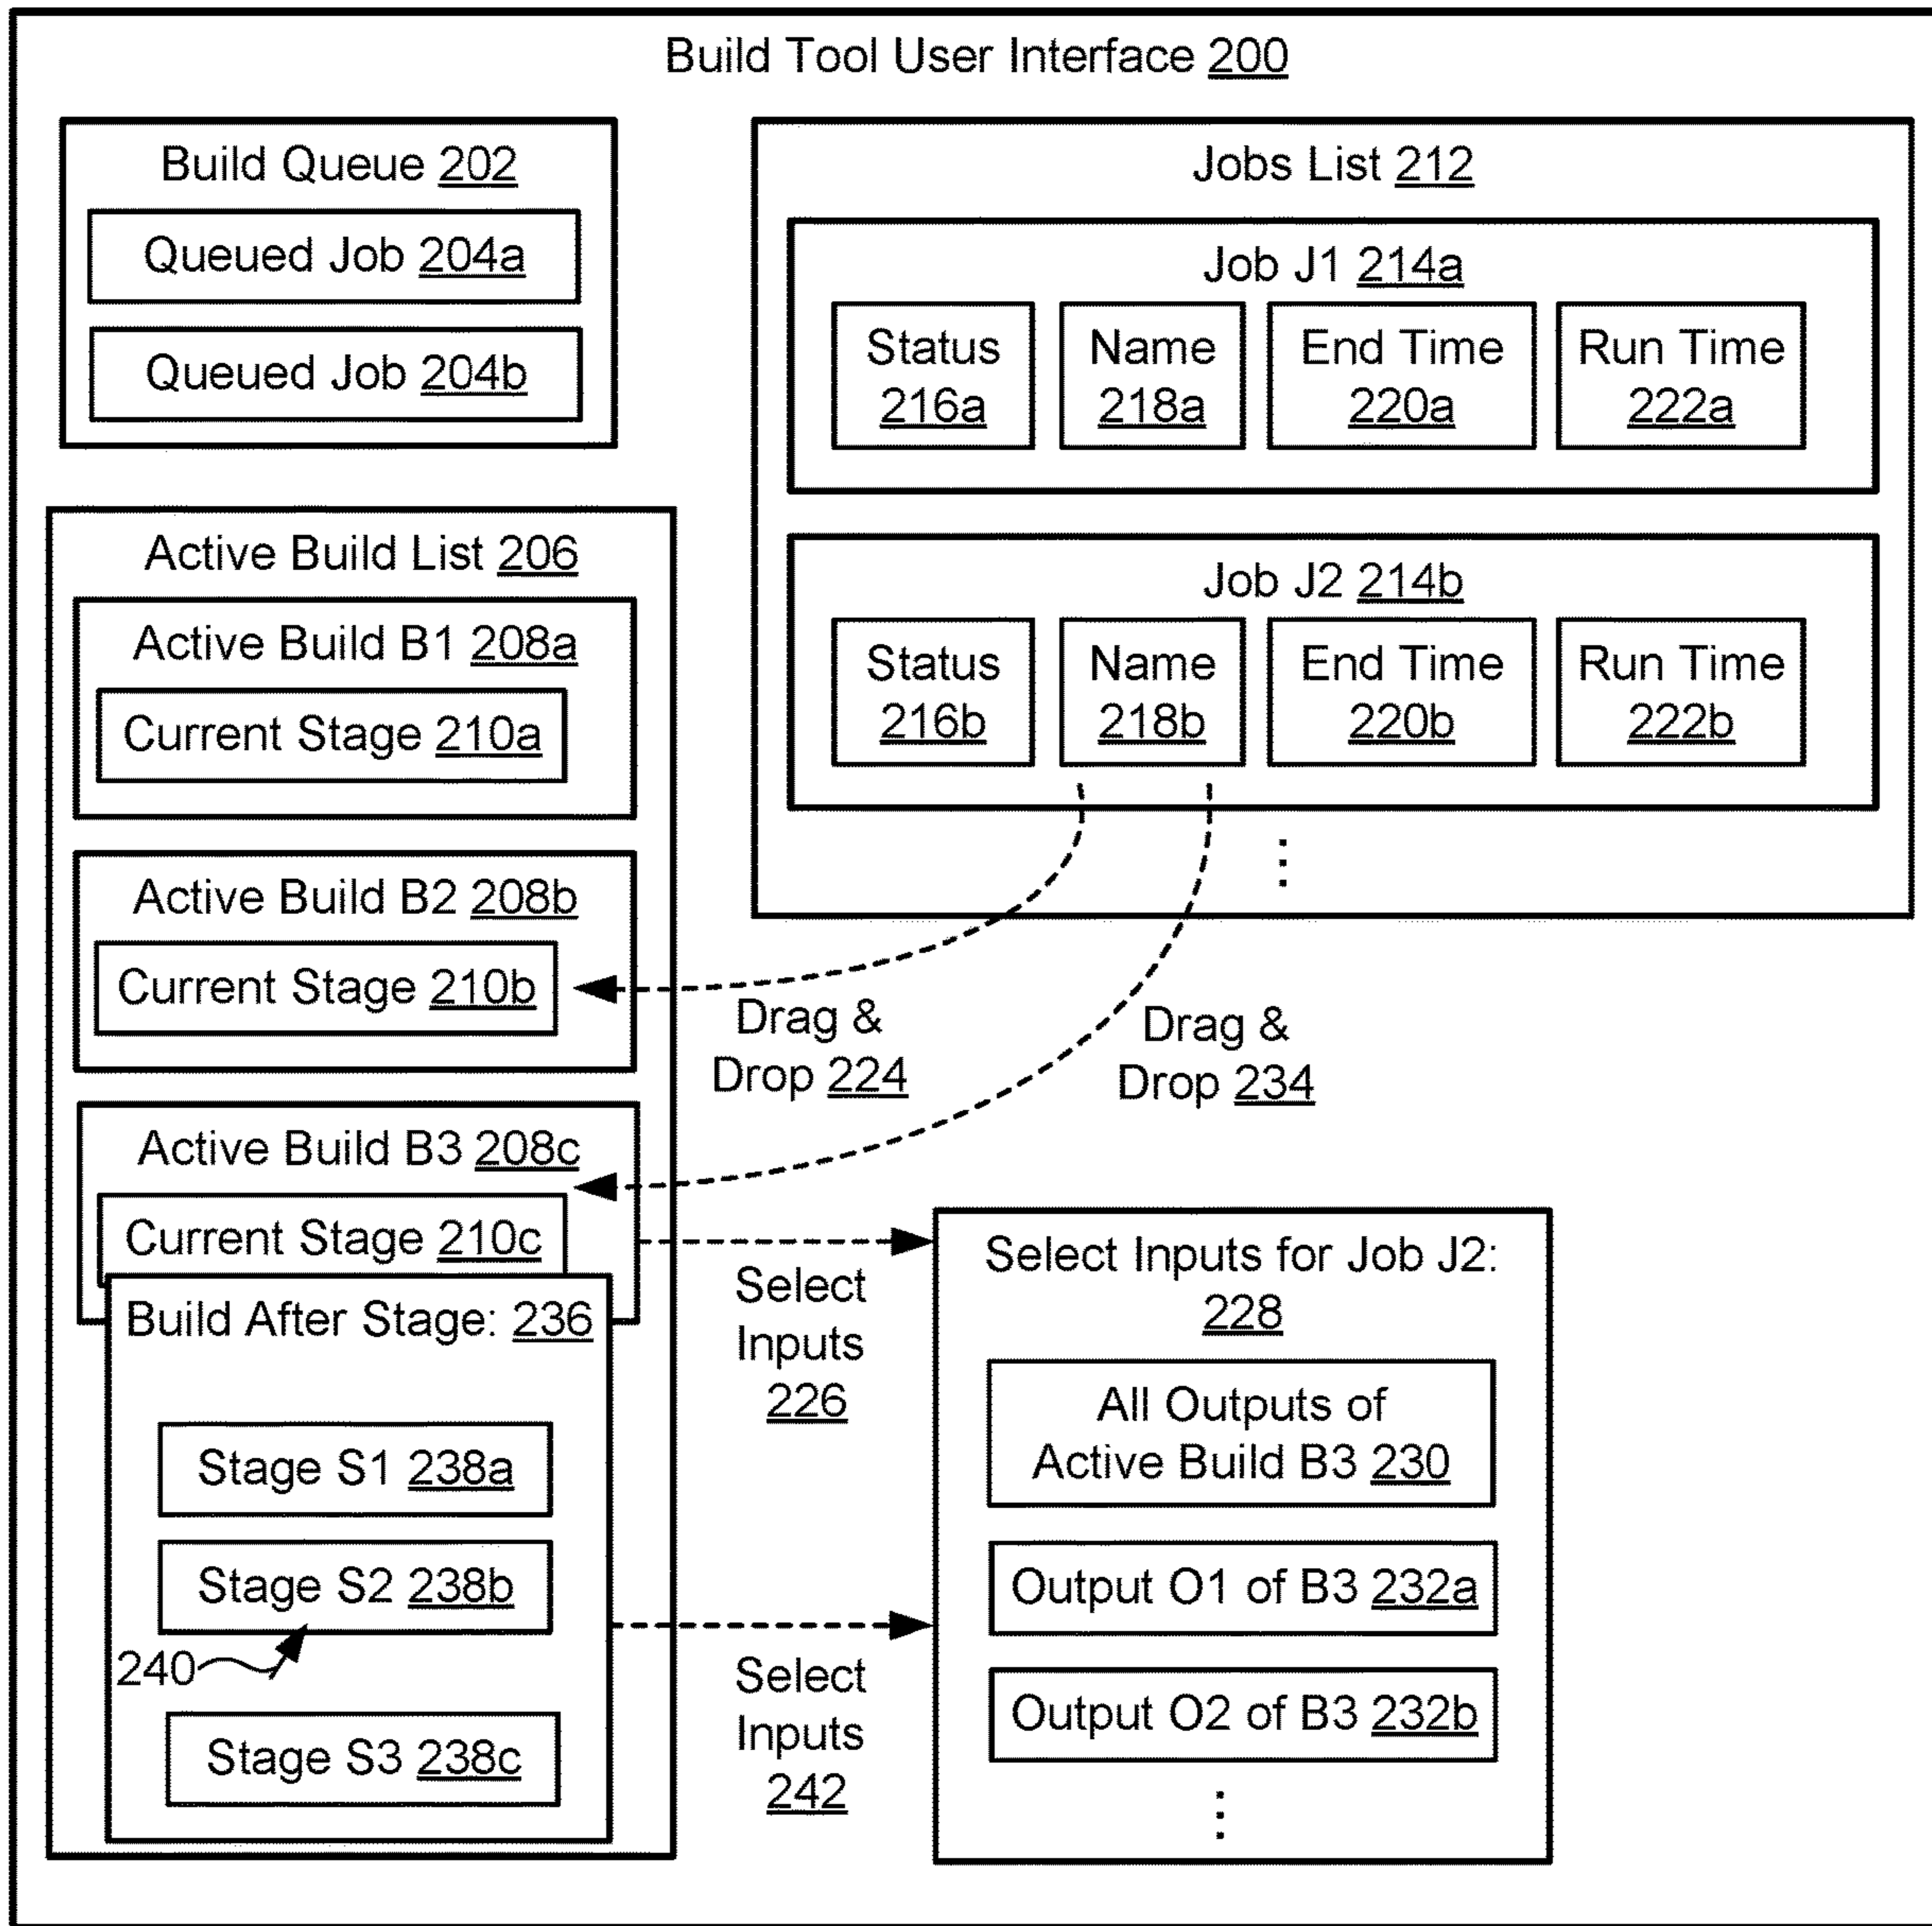 Build Tool User Interface 200
Build Queue 202
Queued Job 204a
Queued Job 204b
Jobs List 212
Job J1 214a
Status
216a
Name
218a
End Time
220a
Run Time
222a
Job J2 214b
Status
216b
Name
218b
End Time
220b
Run Time
222b
⋮
Active Build List 206
Active Build B1 208a
Current Stage 210a
Active Build B2 208b
Current Stage 210b
Drag &
Drop 224
Drag &
Drop 234
Active Build B3 208c
Current Stage 210c
Build After Stage: 236
Stage S1 238a
Stage S2 238b
240
Stage S3 238c
Select
Inputs
226
Select
Inputs
242
Select Inputs for Job J2:
228
All Outputs of
Active Build B3 230
Output O1 of B3 232a
Output O2 of B3 232b
⋮